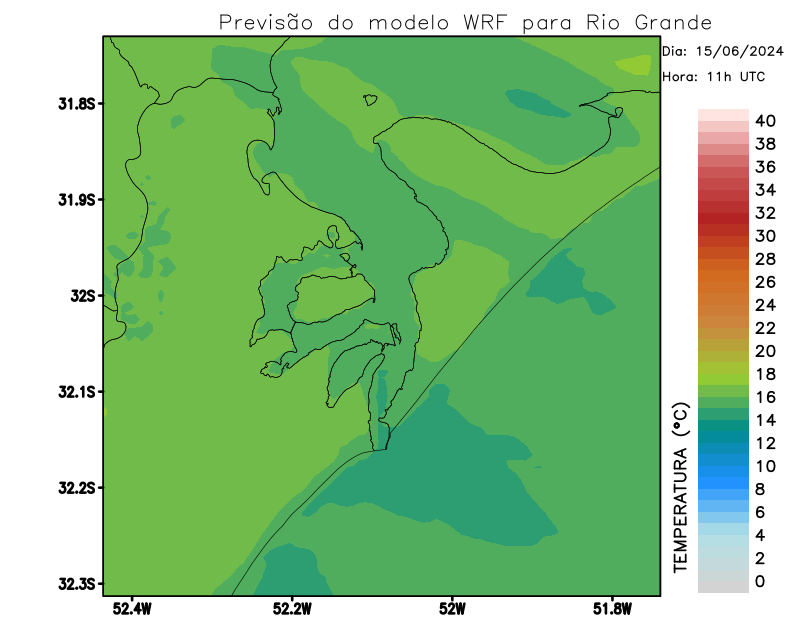 Previsão do modelo WRF para Rio Grande
Dia: 15/06/2024
Hora: 11h UTC
31.8S
31.9S
32S
32.1S
32.2S
32.3S
52.4W
52.2W
52W
51.8W
TEMPERATURA (°C)
40
38
36
34
32
30
28
26
24
22
20
18
16
14
12
10
8
6
4
2
0